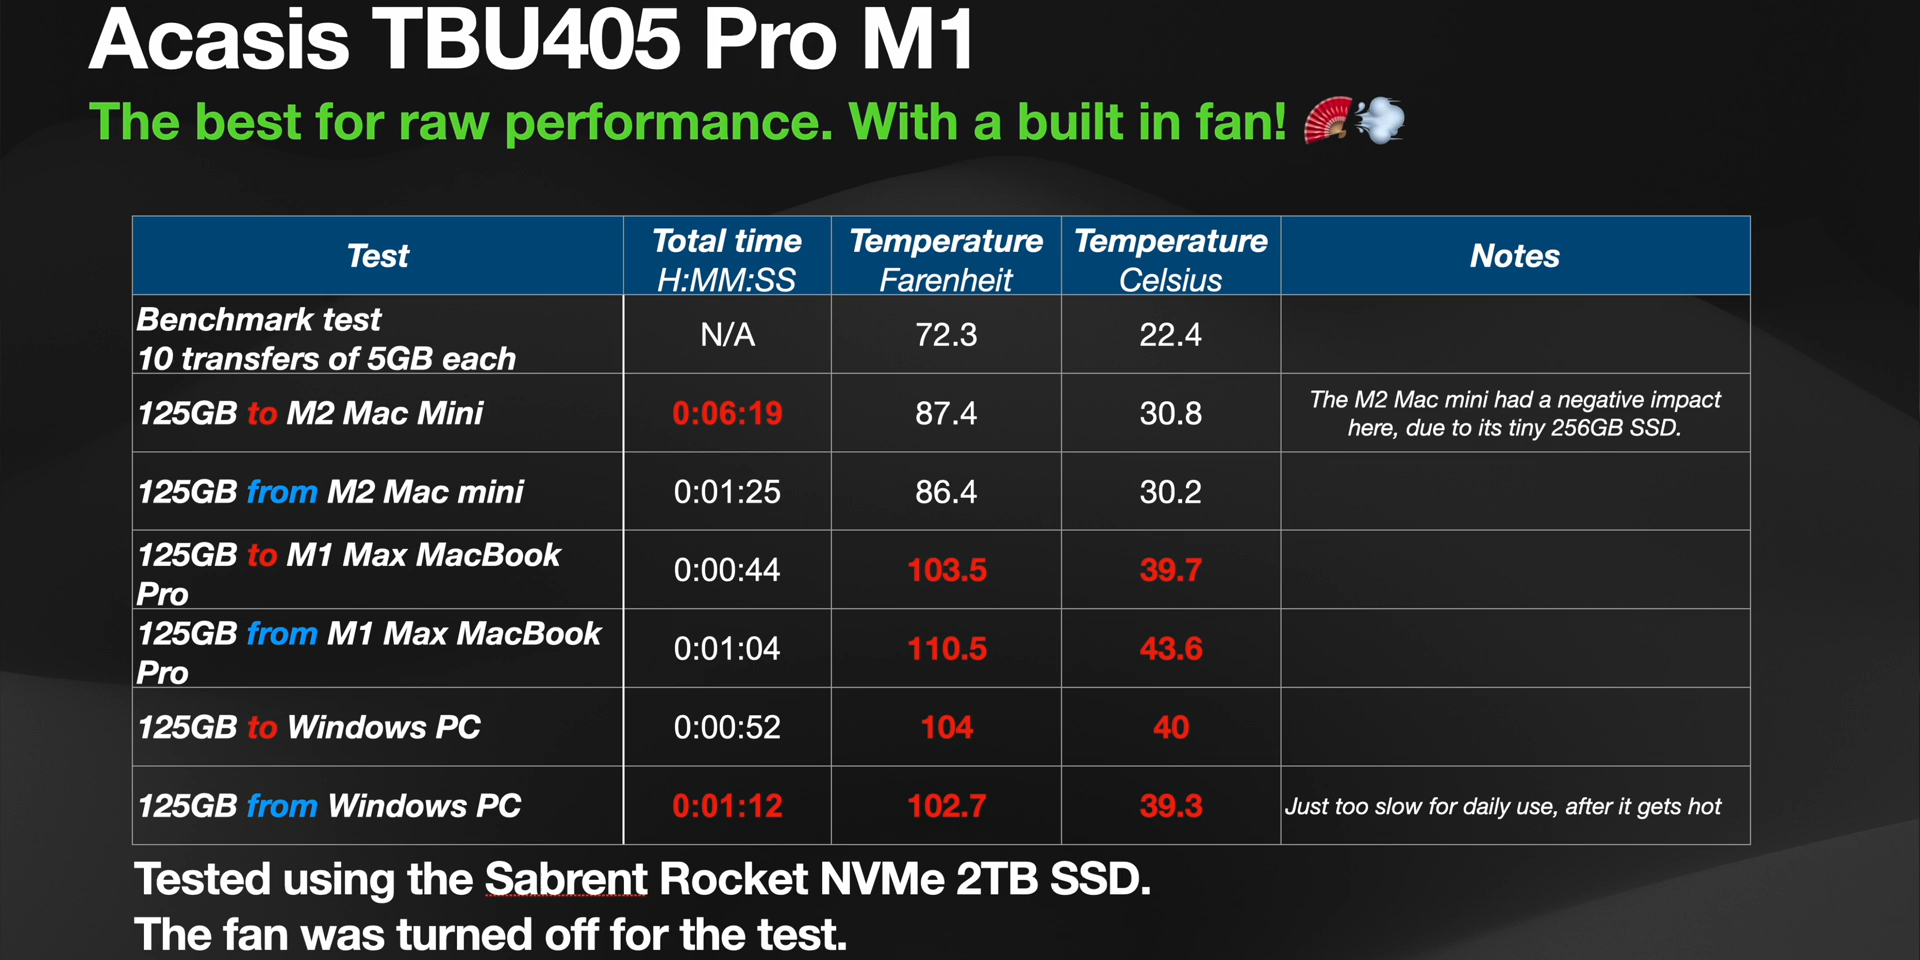 Acasis TBU405 Pro M1
The best for raw performance. With a built in fan! 🪭💨
Test
Total time
H:MM:SS
Temperature
Farenheit
Temperature
Celsius
Notes
Benchmark test
10 transfers of 5GB each
N/A
72.3
22.4
125GB to M2 Mac Mini
0:06:19
87.4
30.8
The M2 Mac mini had a negative impact
here, due to its tiny 256GB SSD.
125GB from M2 Mac mini
0:01:25
86.4
30.2
125GB to M1 Max MacBook
Pro
0:00:44
103.5
39.7
125GB from M1 Max MacBook
Pro
0:01:04
110.5
43.6
125GB to Windows PC
0:00:52
104
40
125GB from Windows PC
0:01:12
102.7
39.3
Just too slow for daily use, after it gets hot
Tested using the Sabrent Rocket NVMe 2TB SSD.
The fan was turned off for the test.